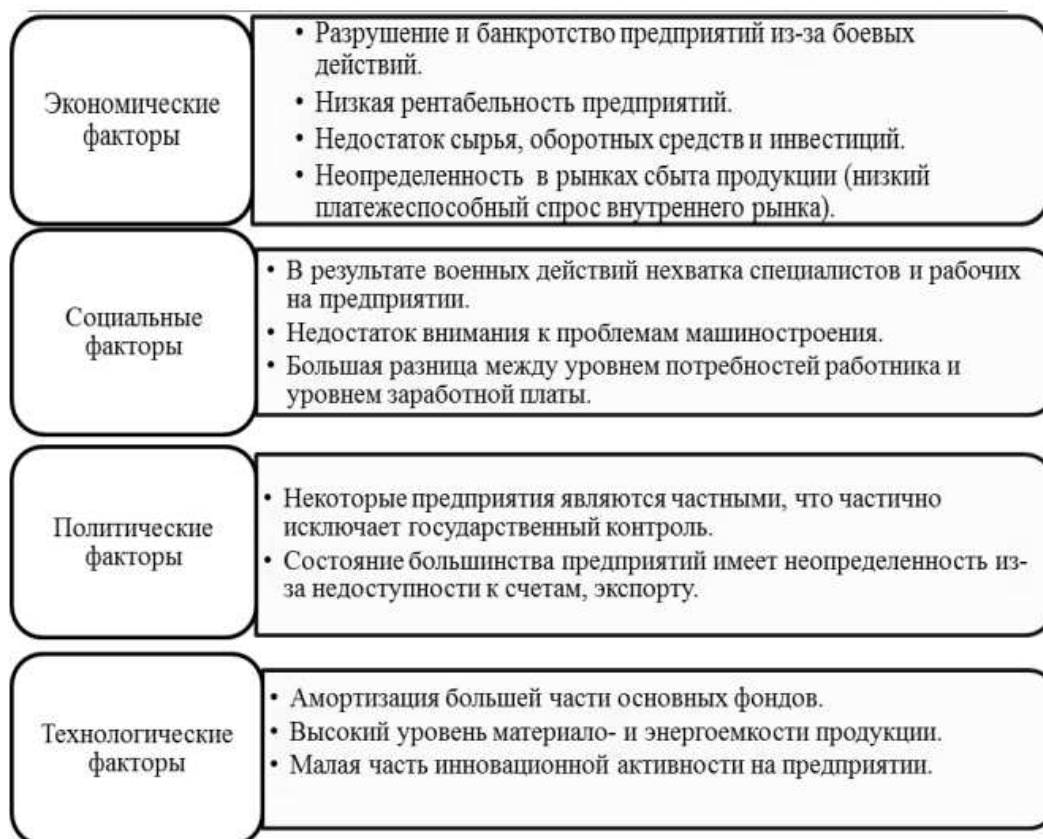 Экономические
факторы
• Разрушение и банкротство предприятий из-за боевых
действий.
• Низкая рентабельность предприятий.
• Недостаток сырья, оборотных средств и инвестиций.
• Неопределенность в рынках сбыта продукции (низкий
платежеспособный спрос внутреннего рынка).
Социальные
факторы
• В результате военных действий нехватка специалистов и рабочих
на предприятии.
• Недостаток внимания к проблемам машиностроения.
• Большая разница между уровнем потребностей работника и
уровнем заработной платы.
Политические
факторы
• Некоторые предприятия являются частными, что частично
исключает государственный контроль.
• Состояние большинства предприятий имеет неопределенность из-
за недоступности к счетам, экспорту.
Технологические
факторы
• Амортизация большей части основных фондов.
• Высокий уровень материало- и энергоемкости продукции.
• Малая часть инновационной активности на предприятии.